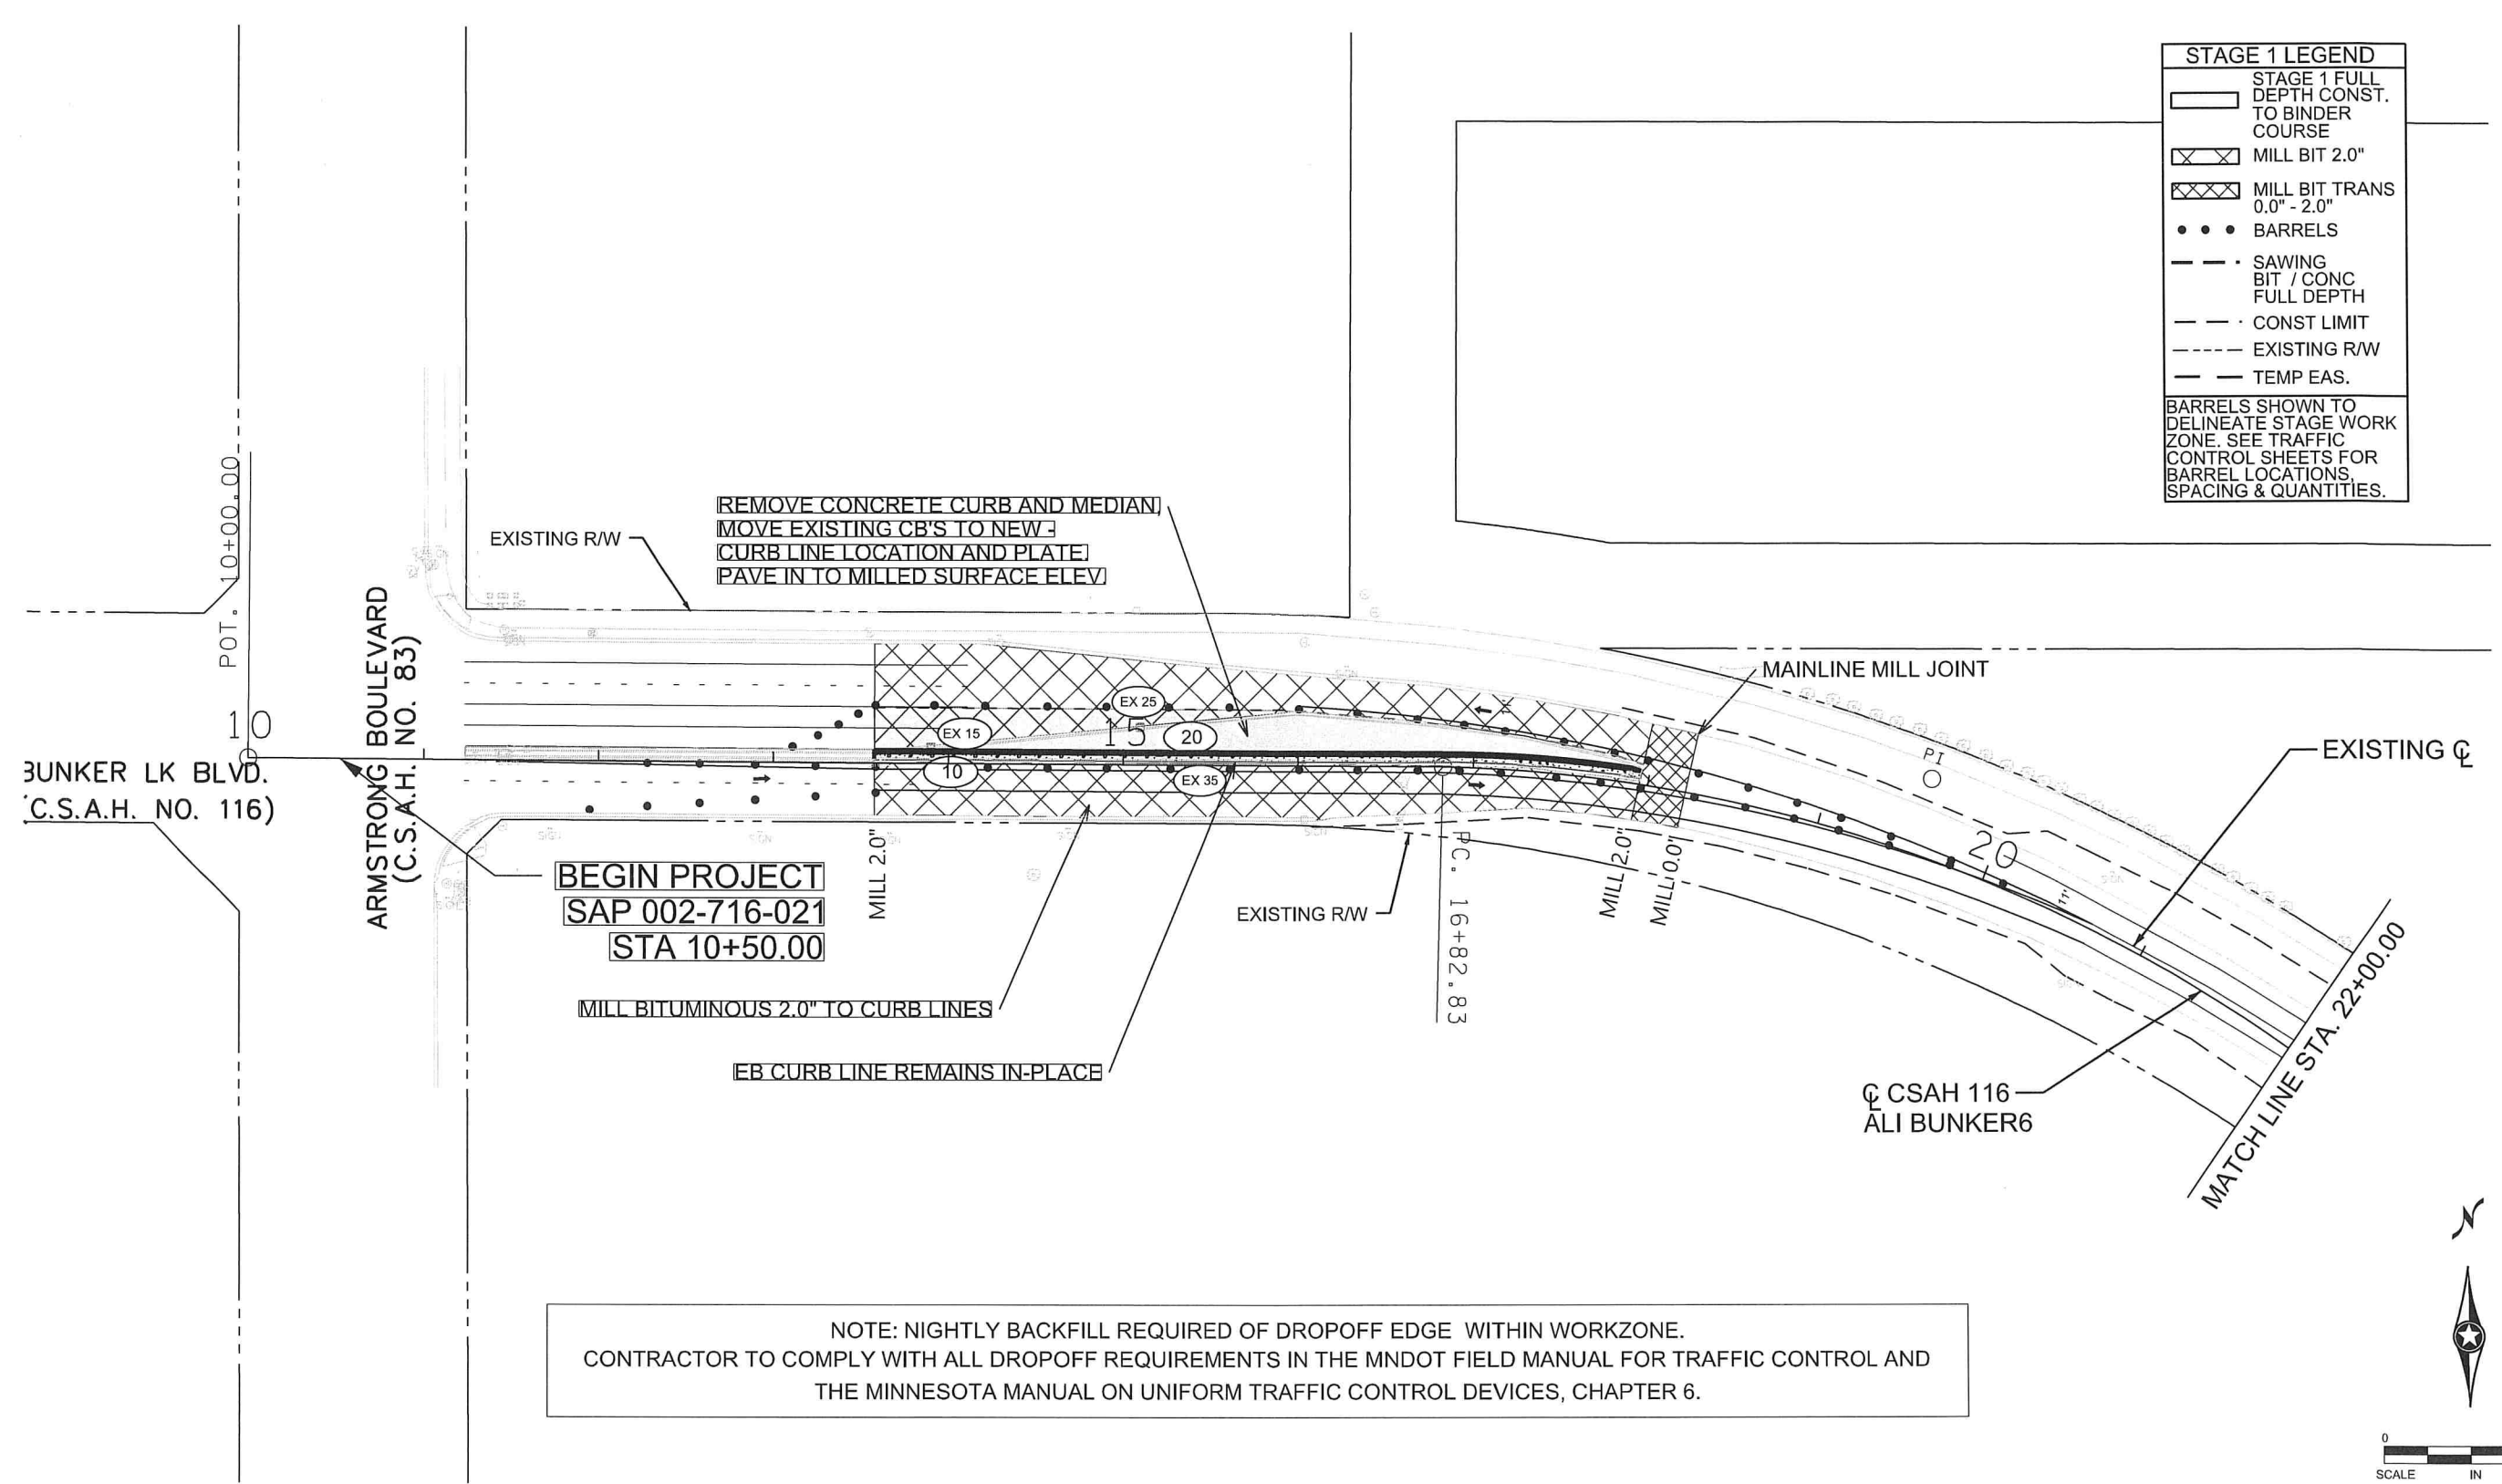 STAGE 1 LEGEND
STAGE 1 FULL
DEPTH CONST.
TO BINDER
COURSE
MILL BIT 2.0"
MILL BIT TRANS
0.0" - 2.0"
BARRELS
SAWING
BIT / CONC
FULL DEPTH
CONST LIMIT
EXISTING R/W
TEMP EAS.
BARRELS SHOWN TO
DELINEATE STAGE WORK
ZONE. SEE TRAFFIC
CONTROL SHEETS FOR
BARREL LOCATIONS,
SPACING & QUANTITIES.
POT. 10+00.00
10
BUNKER LK BLVD.
(C.S.A.H. NO. 116)
ARMSTRONG BOULEVARD
(C.S.A.H. NO. 83)
EXISTING R/W
REMOVE CONCRETE CURB AND MEDIAN,
MOVE EXISTING CB'S TO NEW -
CURB LINE LOCATION AND PLATE.
PAVE IN TO MILLED SURFACE ELEV.
EX 25
EX 15
15
20
10
EX 35
MAINLINE MILL JOINT
PI
EXISTING ℄
BEGIN PROJECT
SAP 002-716-021
STA 10+50.00
MILL 2.0"
MILL BITUMINOUS 2.0" TO CURB LINES
EB CURB LINE REMAINS IN-PLACE
EXISTING R/W
PC. 16+82.83
MILL 2.0"
MILL 0.0"
20
11'
11'
℄ CSAH 116
ALI BUNKER6
MATCH LINE STA. 22+00.00
N
NOTE: NIGHTLY BACKFILL REQUIRED OF DROPOFF EDGE WITHIN WORKZONE.
CONTRACTOR TO COMPLY WITH ALL DROPOFF REQUIREMENTS IN THE MNDOT FIELD MANUAL FOR TRAFFIC CONTROL AND
THE MINNESOTA MANUAL ON UNIFORM TRAFFIC CONTROL DEVICES, CHAPTER 6.
0
SCALE IN